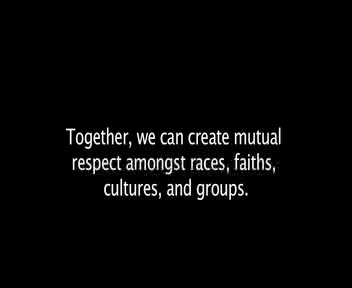 Together, we can create mutual
respect amongst races, faiths,
cultures, and groups.